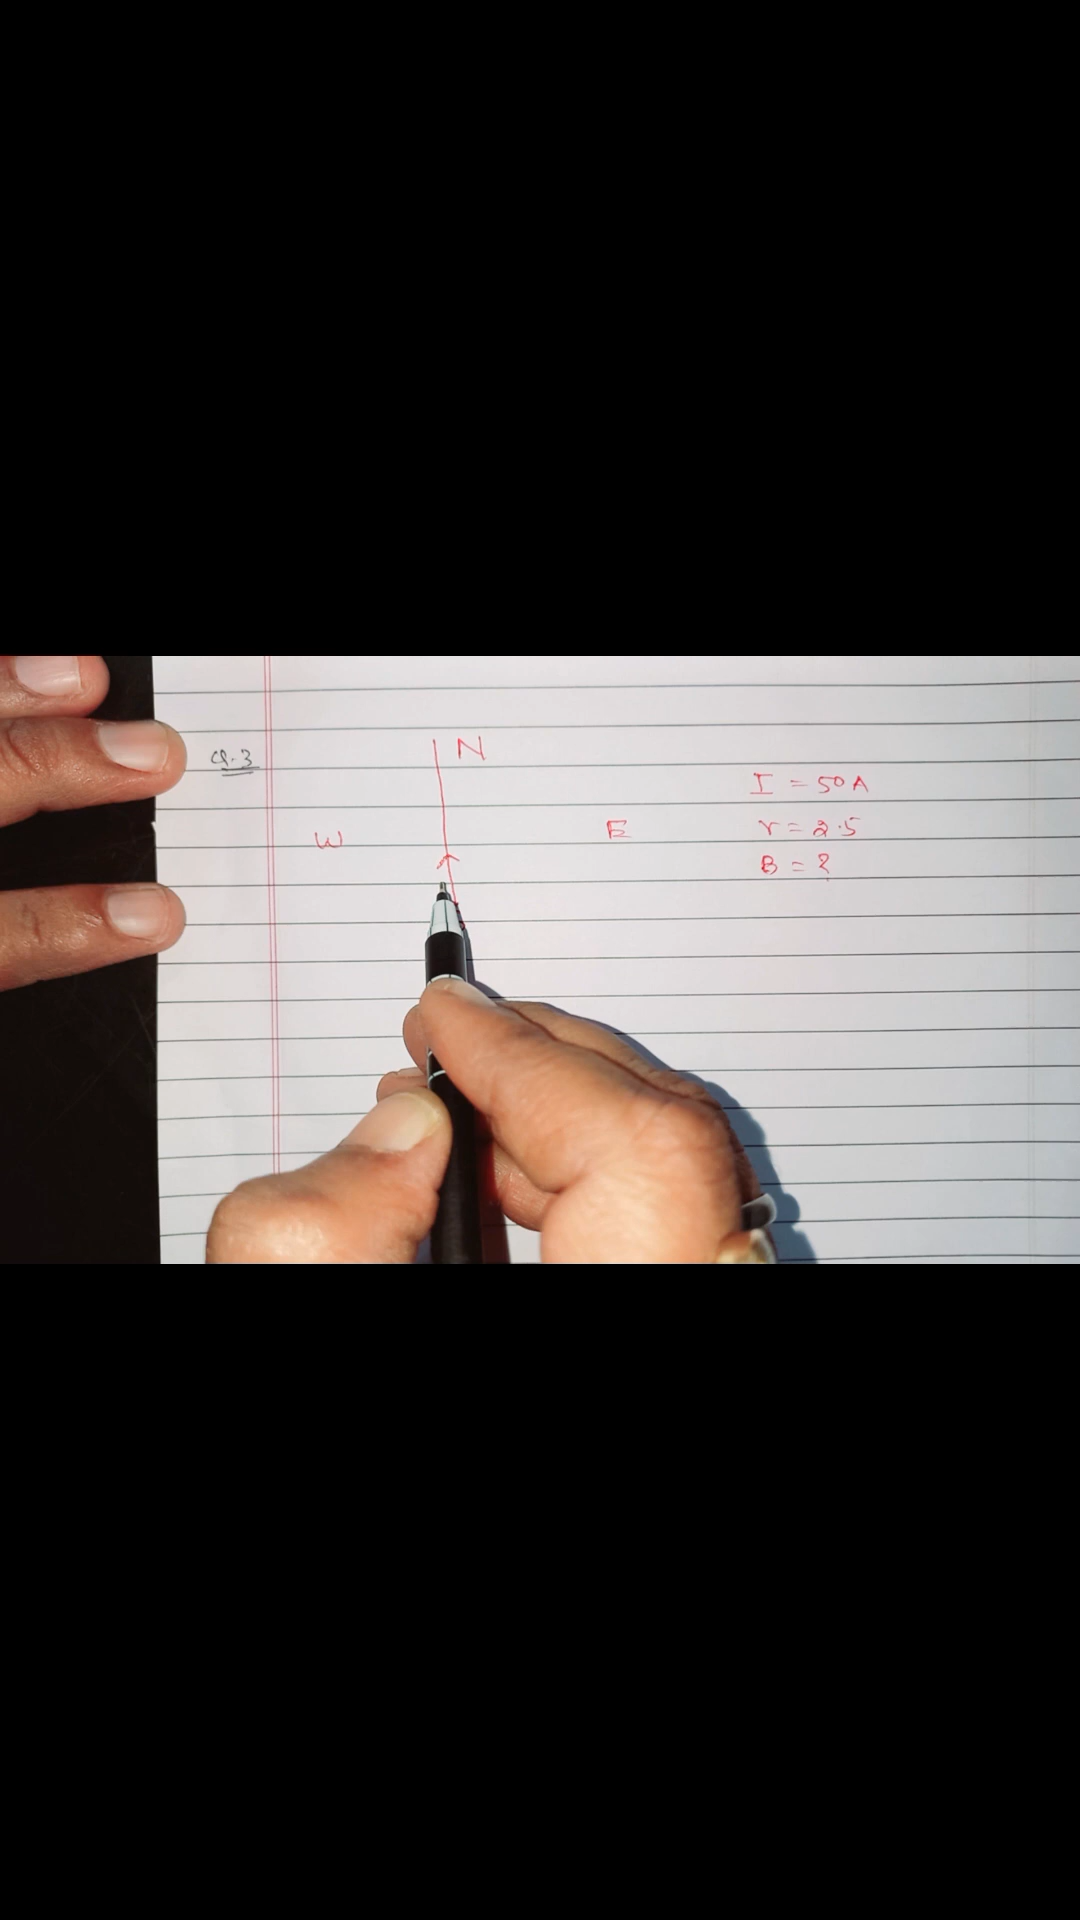 Q.3
N
W
E
I = 50A
r = 2.5
B = ?